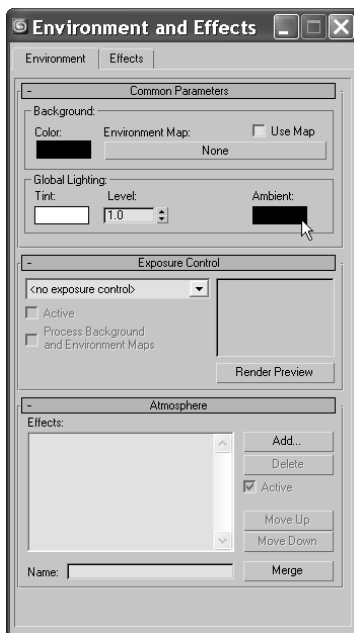 Environment and Effects
Environment Effects
- Common Parameters
Background:
Color: Environment Map: Use Map
None
Global Lighting:
Tint: Level: Ambient:
1.0
- Exposure Control
<no exposure control>
Active
Process Background
and Environment Maps
Render Preview
- Atmosphere
Effects:
Add...
Delete
Active
Move Up
Move Down
Name: Merge